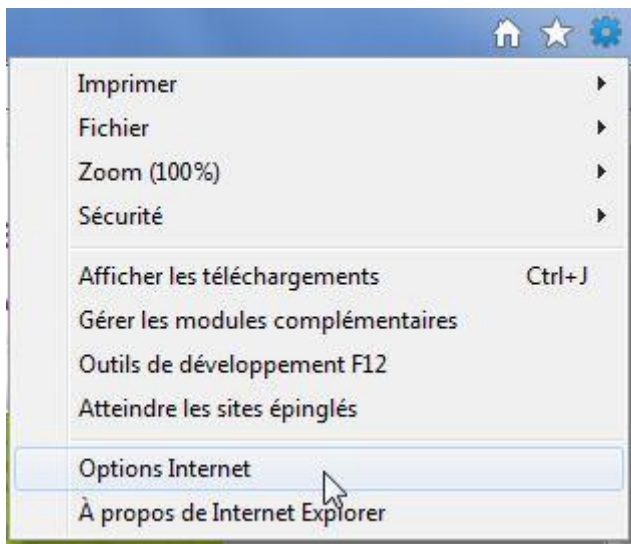 Imprimer
Fichier
Zoom (100%)
Sécurité
Afficher les téléchargements Ctrl+J
Gérer les modules complémentaires
Outils de développement F12
Atteindre les sites épinglés
Options Internet
À propos de Internet Explorer